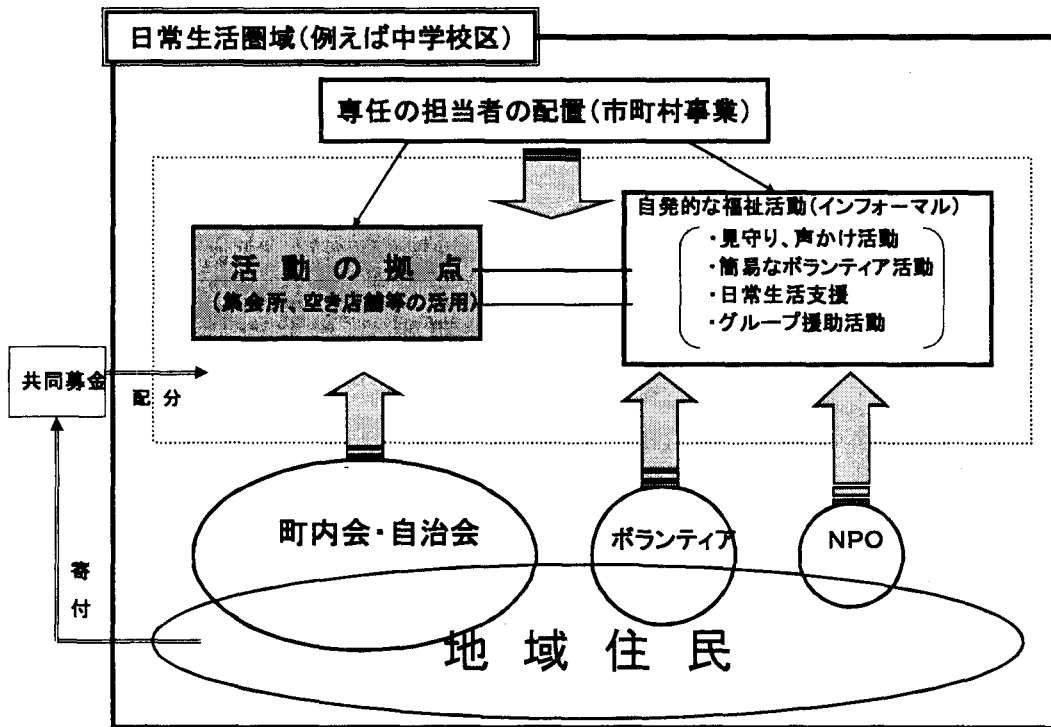 日常生活圏域(例えば中学校区)
専任の担当者の配置(市町村事業)
活動の拠点
(集会所、空き店舗等の活用)
自発的な福祉活動(インフォーマル)
・見守り、声かけ活動
・簡易なボランティア活動
・日常生活支援
・グループ援助活動
共同募金
配分
町内会・自治会
ボランティア
NPO
寄付
地域住民